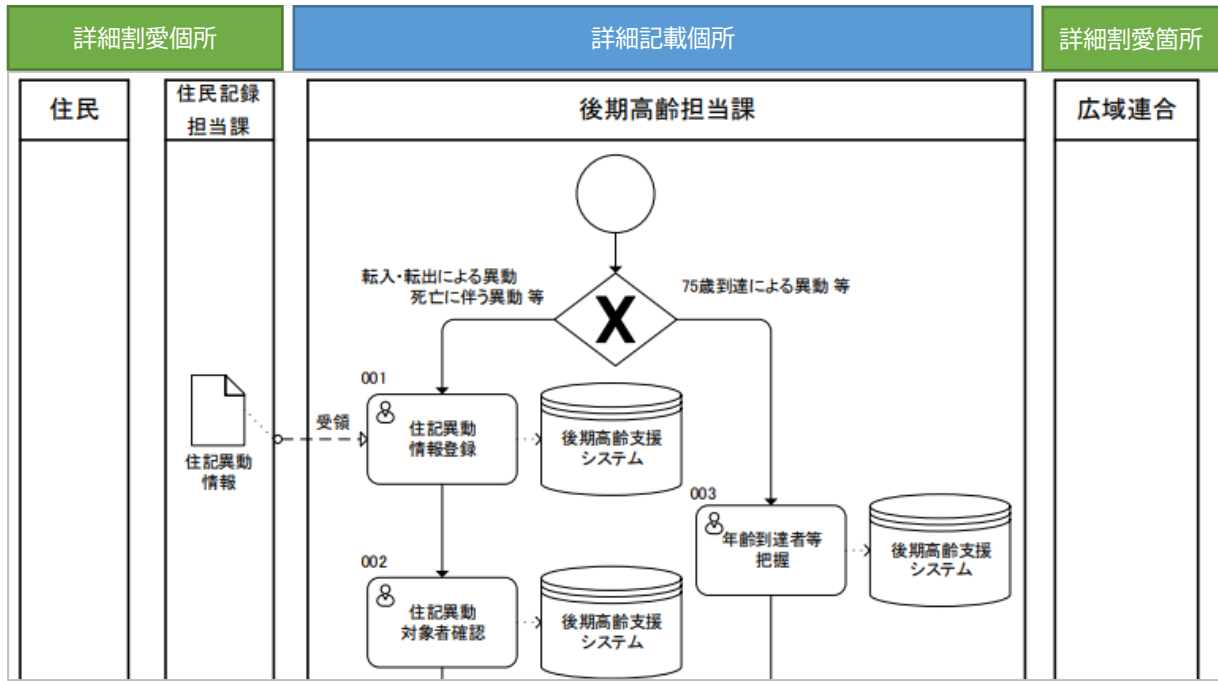 詳細割愛個所
詳細記載個所
詳細割愛箇所
住民
住民記録
担当課
後期高齢担当課
広域連合
転入・転出による異動
死亡に伴う異動 等
75歳到達による異動 等
X
001
住記異動
情報登録
後期高齢支援
システム
受領
住記異動
情報
003
年齢到達者等
把握
後期高齢支援
システム
002
住記異動
対象者確認
後期高齢支援
システム